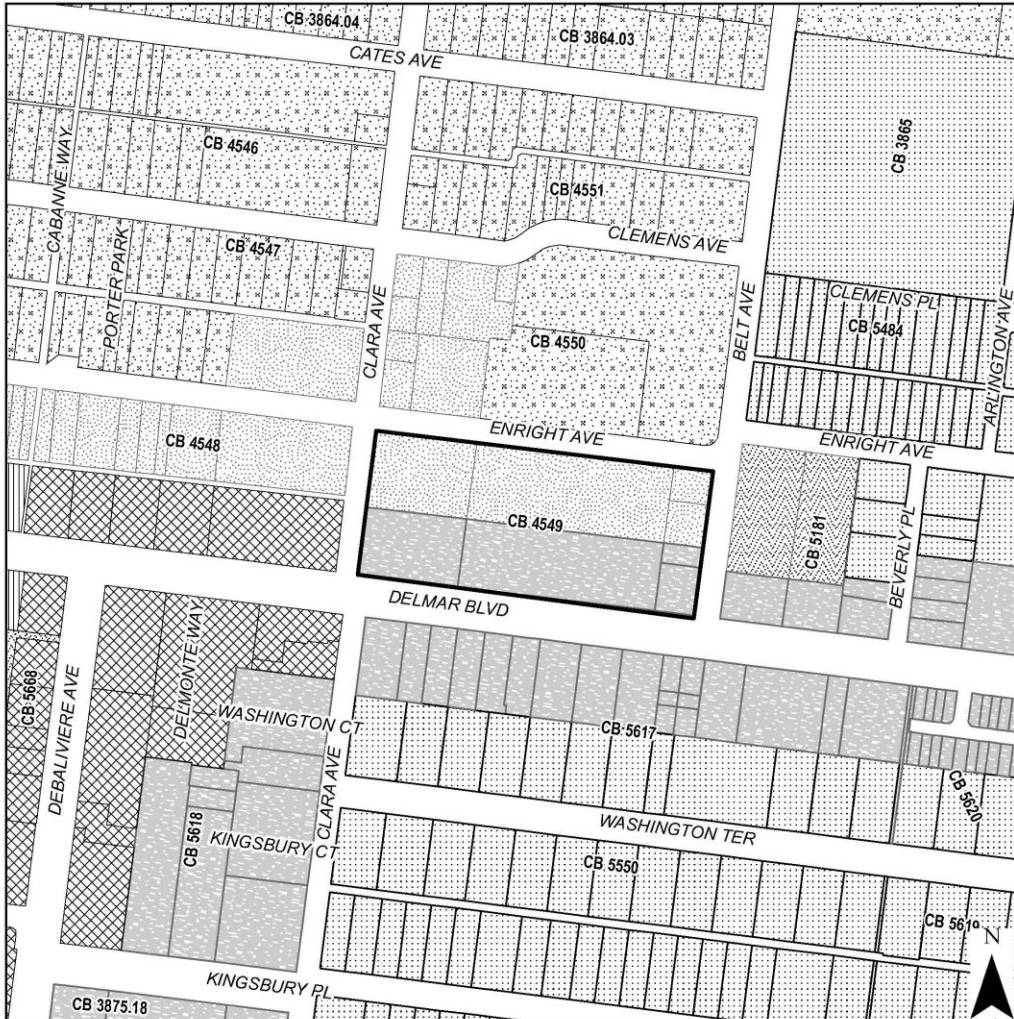 CB 3864.04
CB 3864.03
CATES AVE
CB 3865
CB 4546
CABANNE WAY
CB 4551
CLEMENS AVE
CB 4547
PORTER PARK
CLARA AVE
CLEMENS PL
CB 5484
CB 4550
BELT AVE
ARLINGTON AVE
ENRIGHT AVE
ENRIGHT AVE
CB 4548
CB 4549
CB 5181
BEVERLY PL
DELMAR BLVD
DELMONTE WAY
CB 5668
WASHINGTON CT
CB 5617
DEBALIVIERE AVE
CLARA AVE
CB 5620
WASHINGTON TER
CB 5618
KINGSBURY CT
CB 5550
CB 5619
N
KINGSBURY PL
CB 3875.18